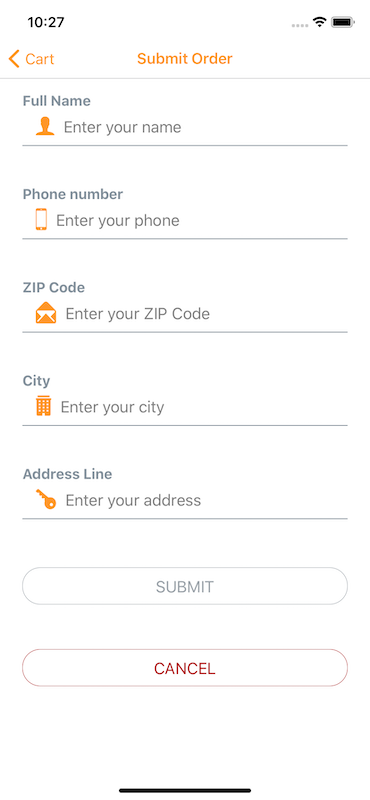 10:27
Cart
Submit Order
Full Name
Enter your name
Phone number
Enter your phone
ZIP Code
Enter your ZIP Code
City
Enter your city
Address Line
Enter your address
SUBMIT
CANCEL